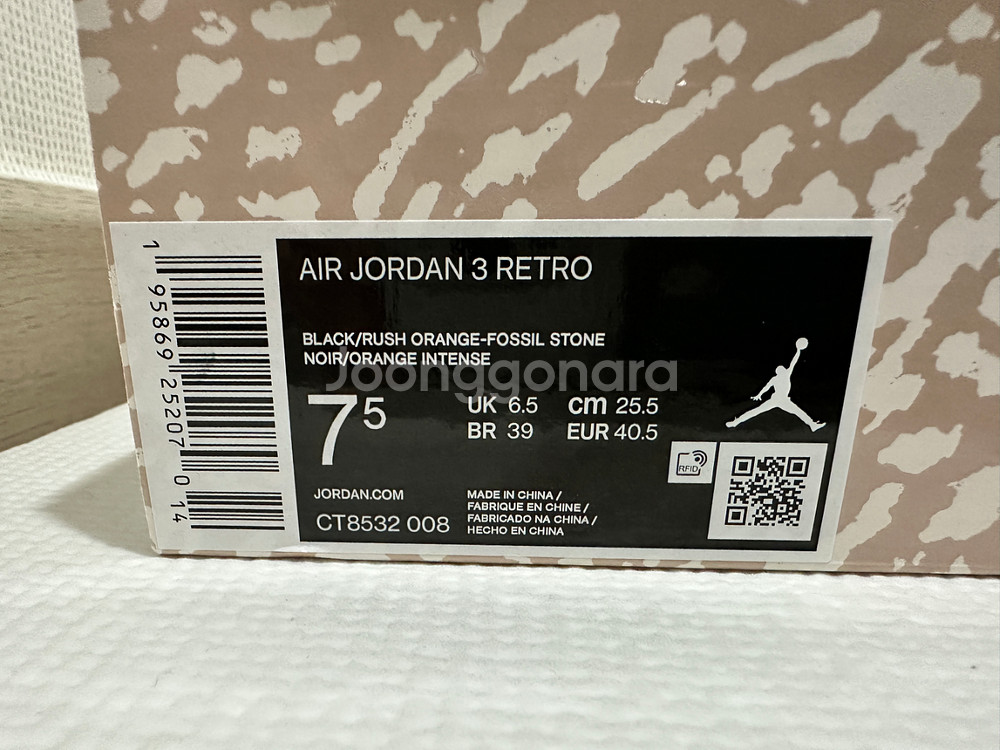 AIR JORDAN 3 RETRO
BLACK/RUSH ORANGE-FOSSIL STONE
NOIR/ORANGE INTENSE
Joonggonara
7 5
UK 6.5 cm 25.5
BR 39 EUR 40.5
RFID
JORDAN.COM
CT8532 008
MADE IN CHINA /
FABRIQUE EN CHINE /
FABRICADO NA CHINA /
HECHO EN CHINA
1 95869 25207 0 14